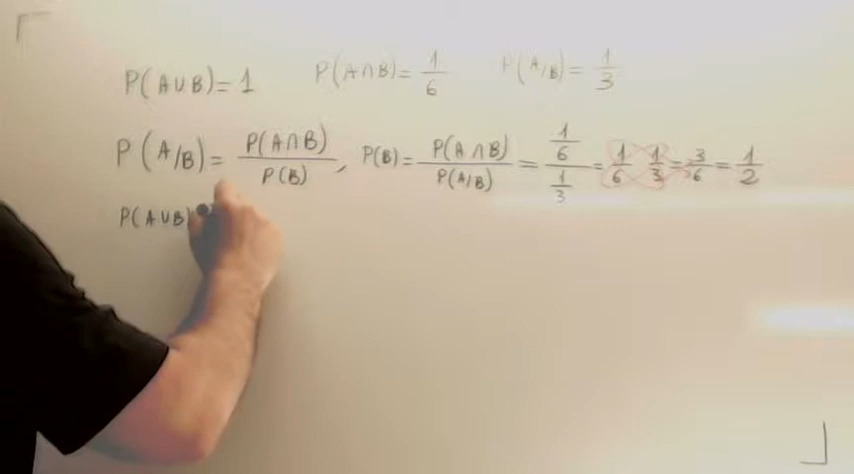 P(A∪B)=1 P(A∩B)=1/6 P(A/B)=1/3
P(A/B)=P(A∩B)/P(B), P(B)=P(A∩B)/P(A/B)=(1/6)/(1/3)=1/6 1/3=3/6=1/2
P(A∪B)